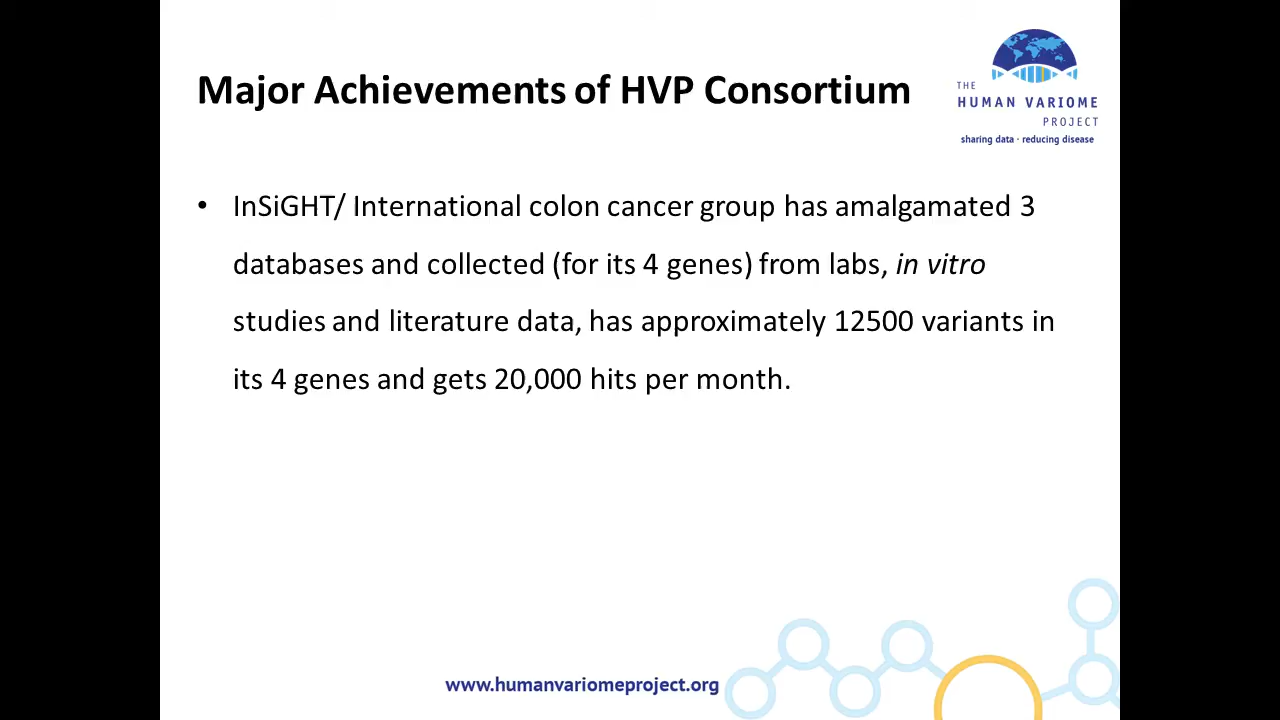 Major Achievements of HVP Consortium
THE
HUMAN VARIOME
PROJECT
sharing data · reducing disease
• InSiGHT/ International colon cancer group has amalgamated 3
databases and collected (for its 4 genes) from labs, in vitro
studies and literature data, has approximately 12500 variants in
its 4 genes and gets 20,000 hits per month.
www.humanvariomeproject.org